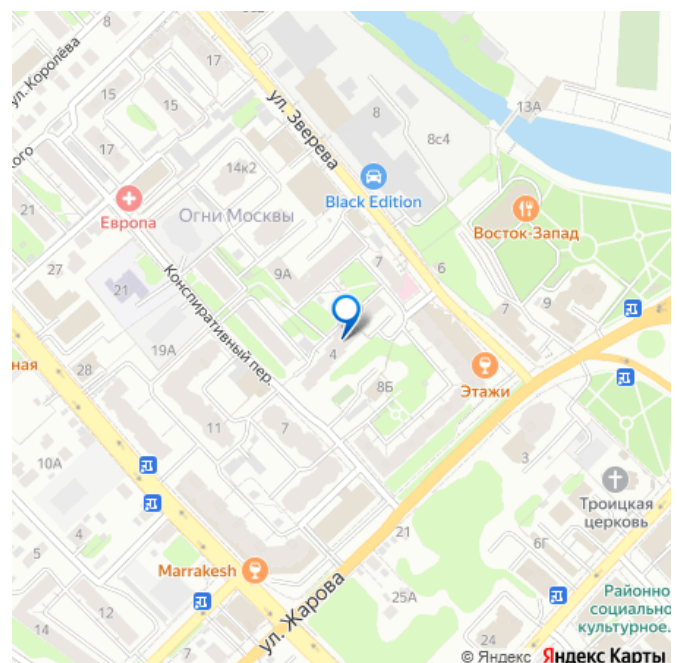 ул. Королёва
17
15
15
ул. Зверева
8
13А
8с4
17
14к2
Black Edition
21
Европа
Огни Москвы
Восток-Запад
27
9А
7
6
21
Конспиративный пер.
7
9
19А
4
ная
28
8Б
Этажи
11
7
10А
3
Троицкая
церковь
4
21
5
6Г
Marrakesh
ул. Жарова
25А
Районно
социально
культурное.
12
14
7
24
© Яндекс Яндекс Карты